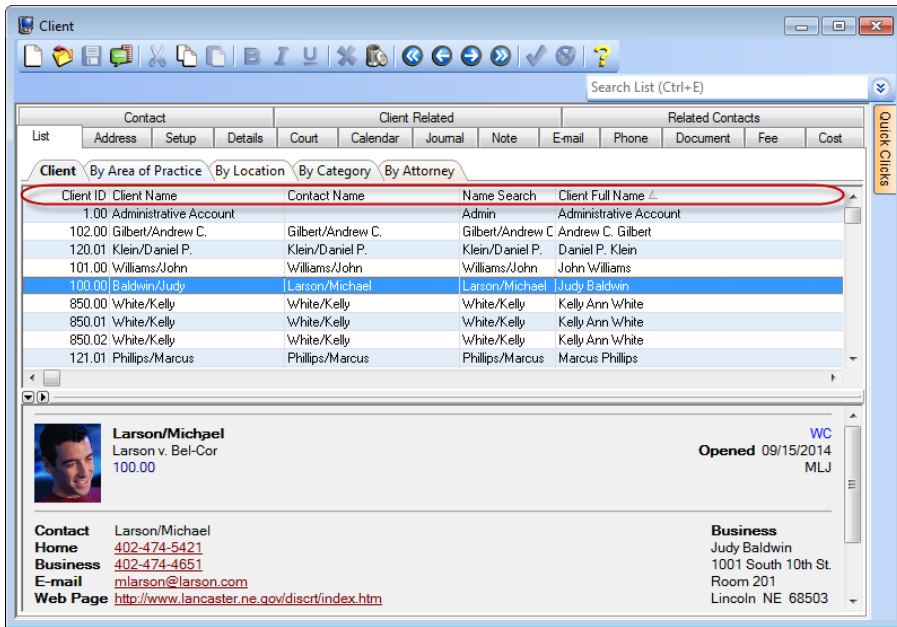 Client
B I U
Search List (Ctrl+E)
Quick Clicks
Contact Client Related Related Contacts
List Address Setup Details Court Calendar Journal Note E-mail Phone Document Fee Cost
Client By Area of Practice By Location By Category By Attorney
Client ID Client Name Contact Name Name Search Client Full Name
1.00 Administrative Account Admin Administrative Account
102.00 Gilbert/Andrew C. Gilbert/Andrew C. Gilbert/Andrew C Andrew C. Gilbert
120.01 Klein/Daniel P. Klein/Daniel P. Klein/Daniel P. Daniel P. Klein
101.00 Williams/John Williams/John Williams/John John Williams
100.00 Baldwin/Judy Larson/Michael Larson/Michael Judy Baldwin
850.00 White/Kelly White/Kelly White/Kelly Kelly Ann White
850.01 White/Kelly White/Kelly White/Kelly Kelly Ann White
850.02 White/Kelly White/Kelly White/Kelly Kelly Ann White
121.01 Phillips/Marcus Phillips/Marcus Phillips/Marcus Marcus Phillips
Larson/Michael WC
Larson v. Bel-Cor Opened 09/15/2014
100.00 MLJ
Contact Larson/Michael Business
Home 402-474-5421 Judy Baldwin
Business 402-474-4651 1001 South 10th St.
E-mail mlarson@larson.com Room 201
Web Page http://www.lancaster.ne.gov/discrt/index.htm Lincoln NE 68503